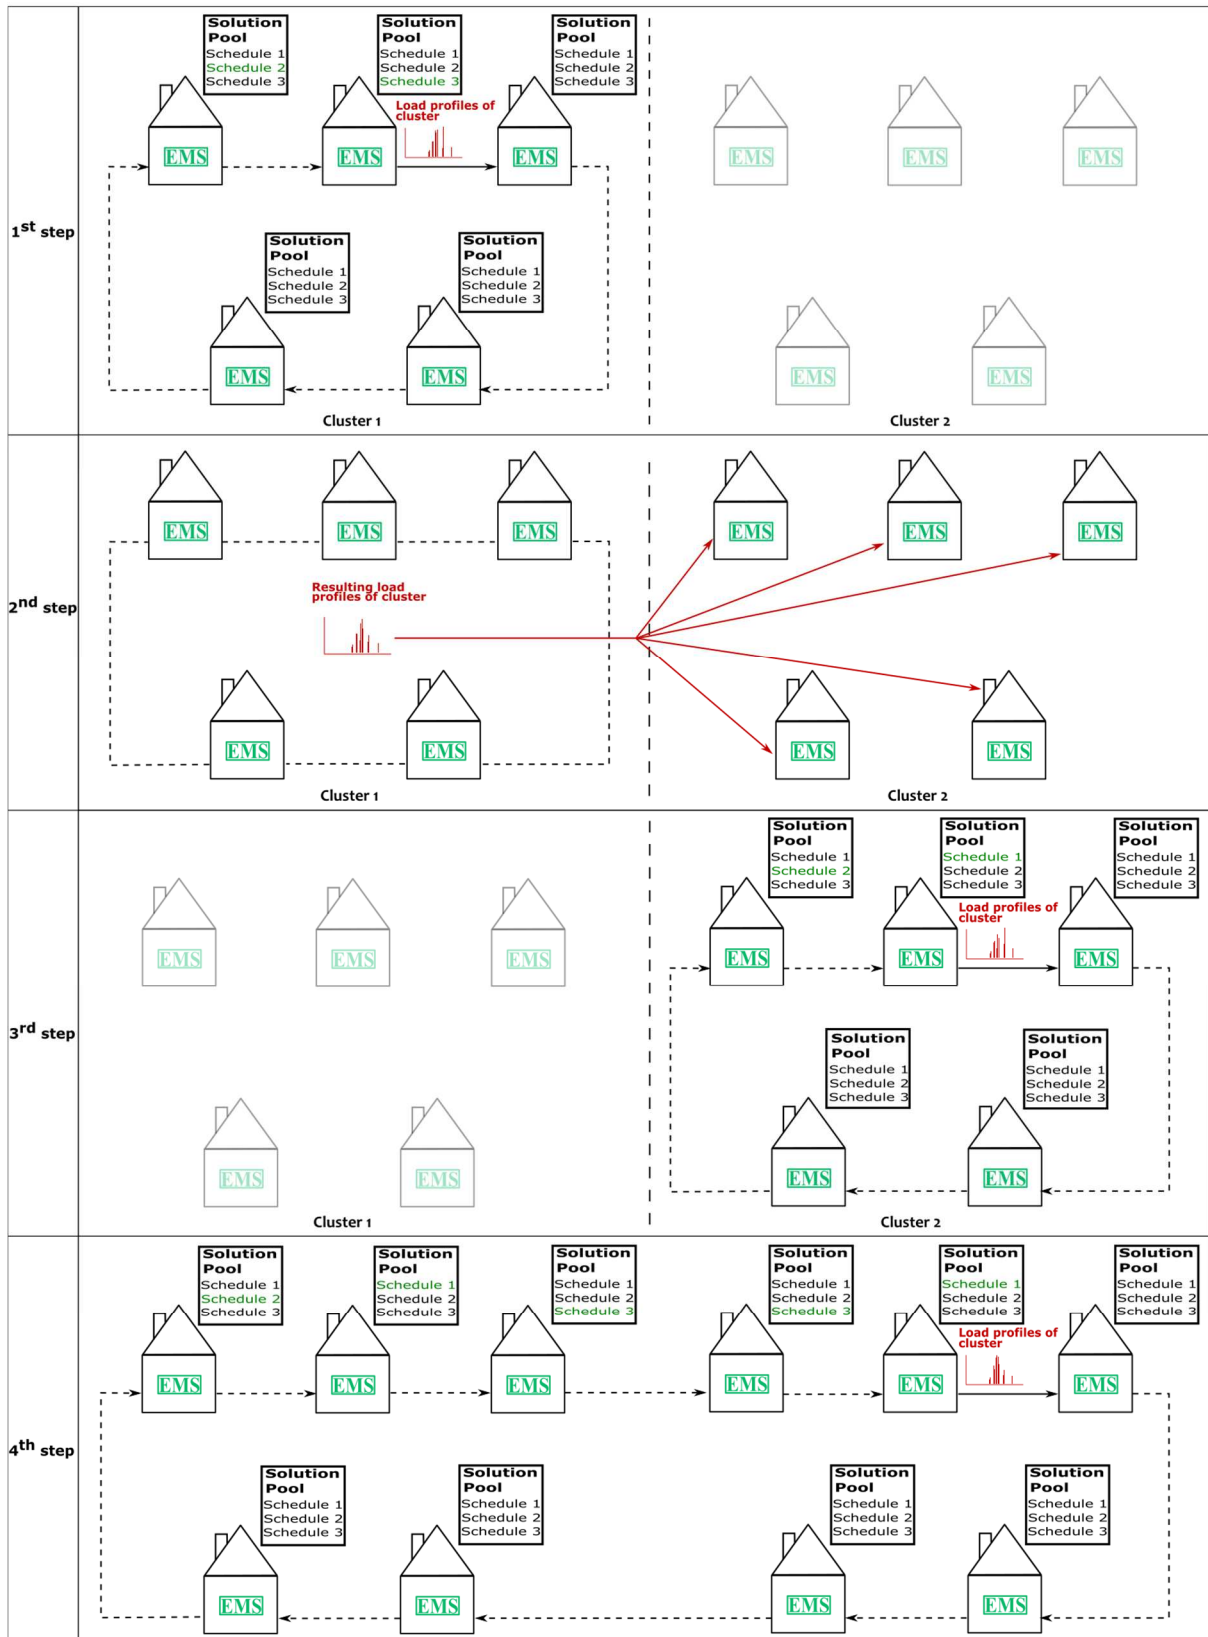 Solution
Pool
Schedule 1
Schedule 2
Schedule 3
Solution
Pool
Schedule 1
Schedule 2
Schedule 3
Solution
Pool
Schedule 1
Schedule 2
Schedule 3
Load profiles of
cluster
EMS
EMS
EMS
EMS
EMS
EMS
1st step
Solution
Pool
Schedule 1
Schedule 2
Schedule 3
Solution
Pool
Schedule 1
Schedule 2
Schedule 3
EMS
EMS
EMS
EMS
Cluster 1
Cluster 2
EMS
EMS
EMS
EMS
EMS
EMS
2nd step
Resulting load
profiles of cluster
EMS
EMS
EMS
EMS
Cluster 1
Cluster 2
Solution
Pool
Schedule 1
Schedule 2
Schedule 3
Solution
Pool
Schedule 1
Schedule 2
Schedule 3
Solution
Pool
Schedule 1
Schedule 2
Schedule 3
Load profiles of
cluster
EMS
EMS
EMS
EMS
EMS
EMS
3rd step
Solution
Pool
Schedule 1
Schedule 2
Schedule 3
Solution
Pool
Schedule 1
Schedule 2
Schedule 3
EMS
EMS
EMS
EMS
Cluster 1
Cluster 2
Solution
Pool
Schedule 1
Schedule 2
Schedule 3
Solution
Pool
Schedule 1
Schedule 2
Schedule 3
Solution
Pool
Schedule 1
Schedule 2
Schedule 3
Solution
Pool
Schedule 1
Schedule 2
Schedule 3
Solution
Pool
Schedule 1
Schedule 2
Schedule 3
Solution
Pool
Schedule 1
Schedule 2
Schedule 3
Load profiles of
cluster
EMS
EMS
EMS
EMS
EMS
EMS
4th step
Solution
Pool
Schedule 1
Schedule 2
Schedule 3
Solution
Pool
Schedule 1
Schedule 2
Schedule 3
Solution
Pool
Schedule 1
Schedule 2
Schedule 3
Solution
Pool
Schedule 1
Schedule 2
Schedule 3
EMS
EMS
EMS
EMS